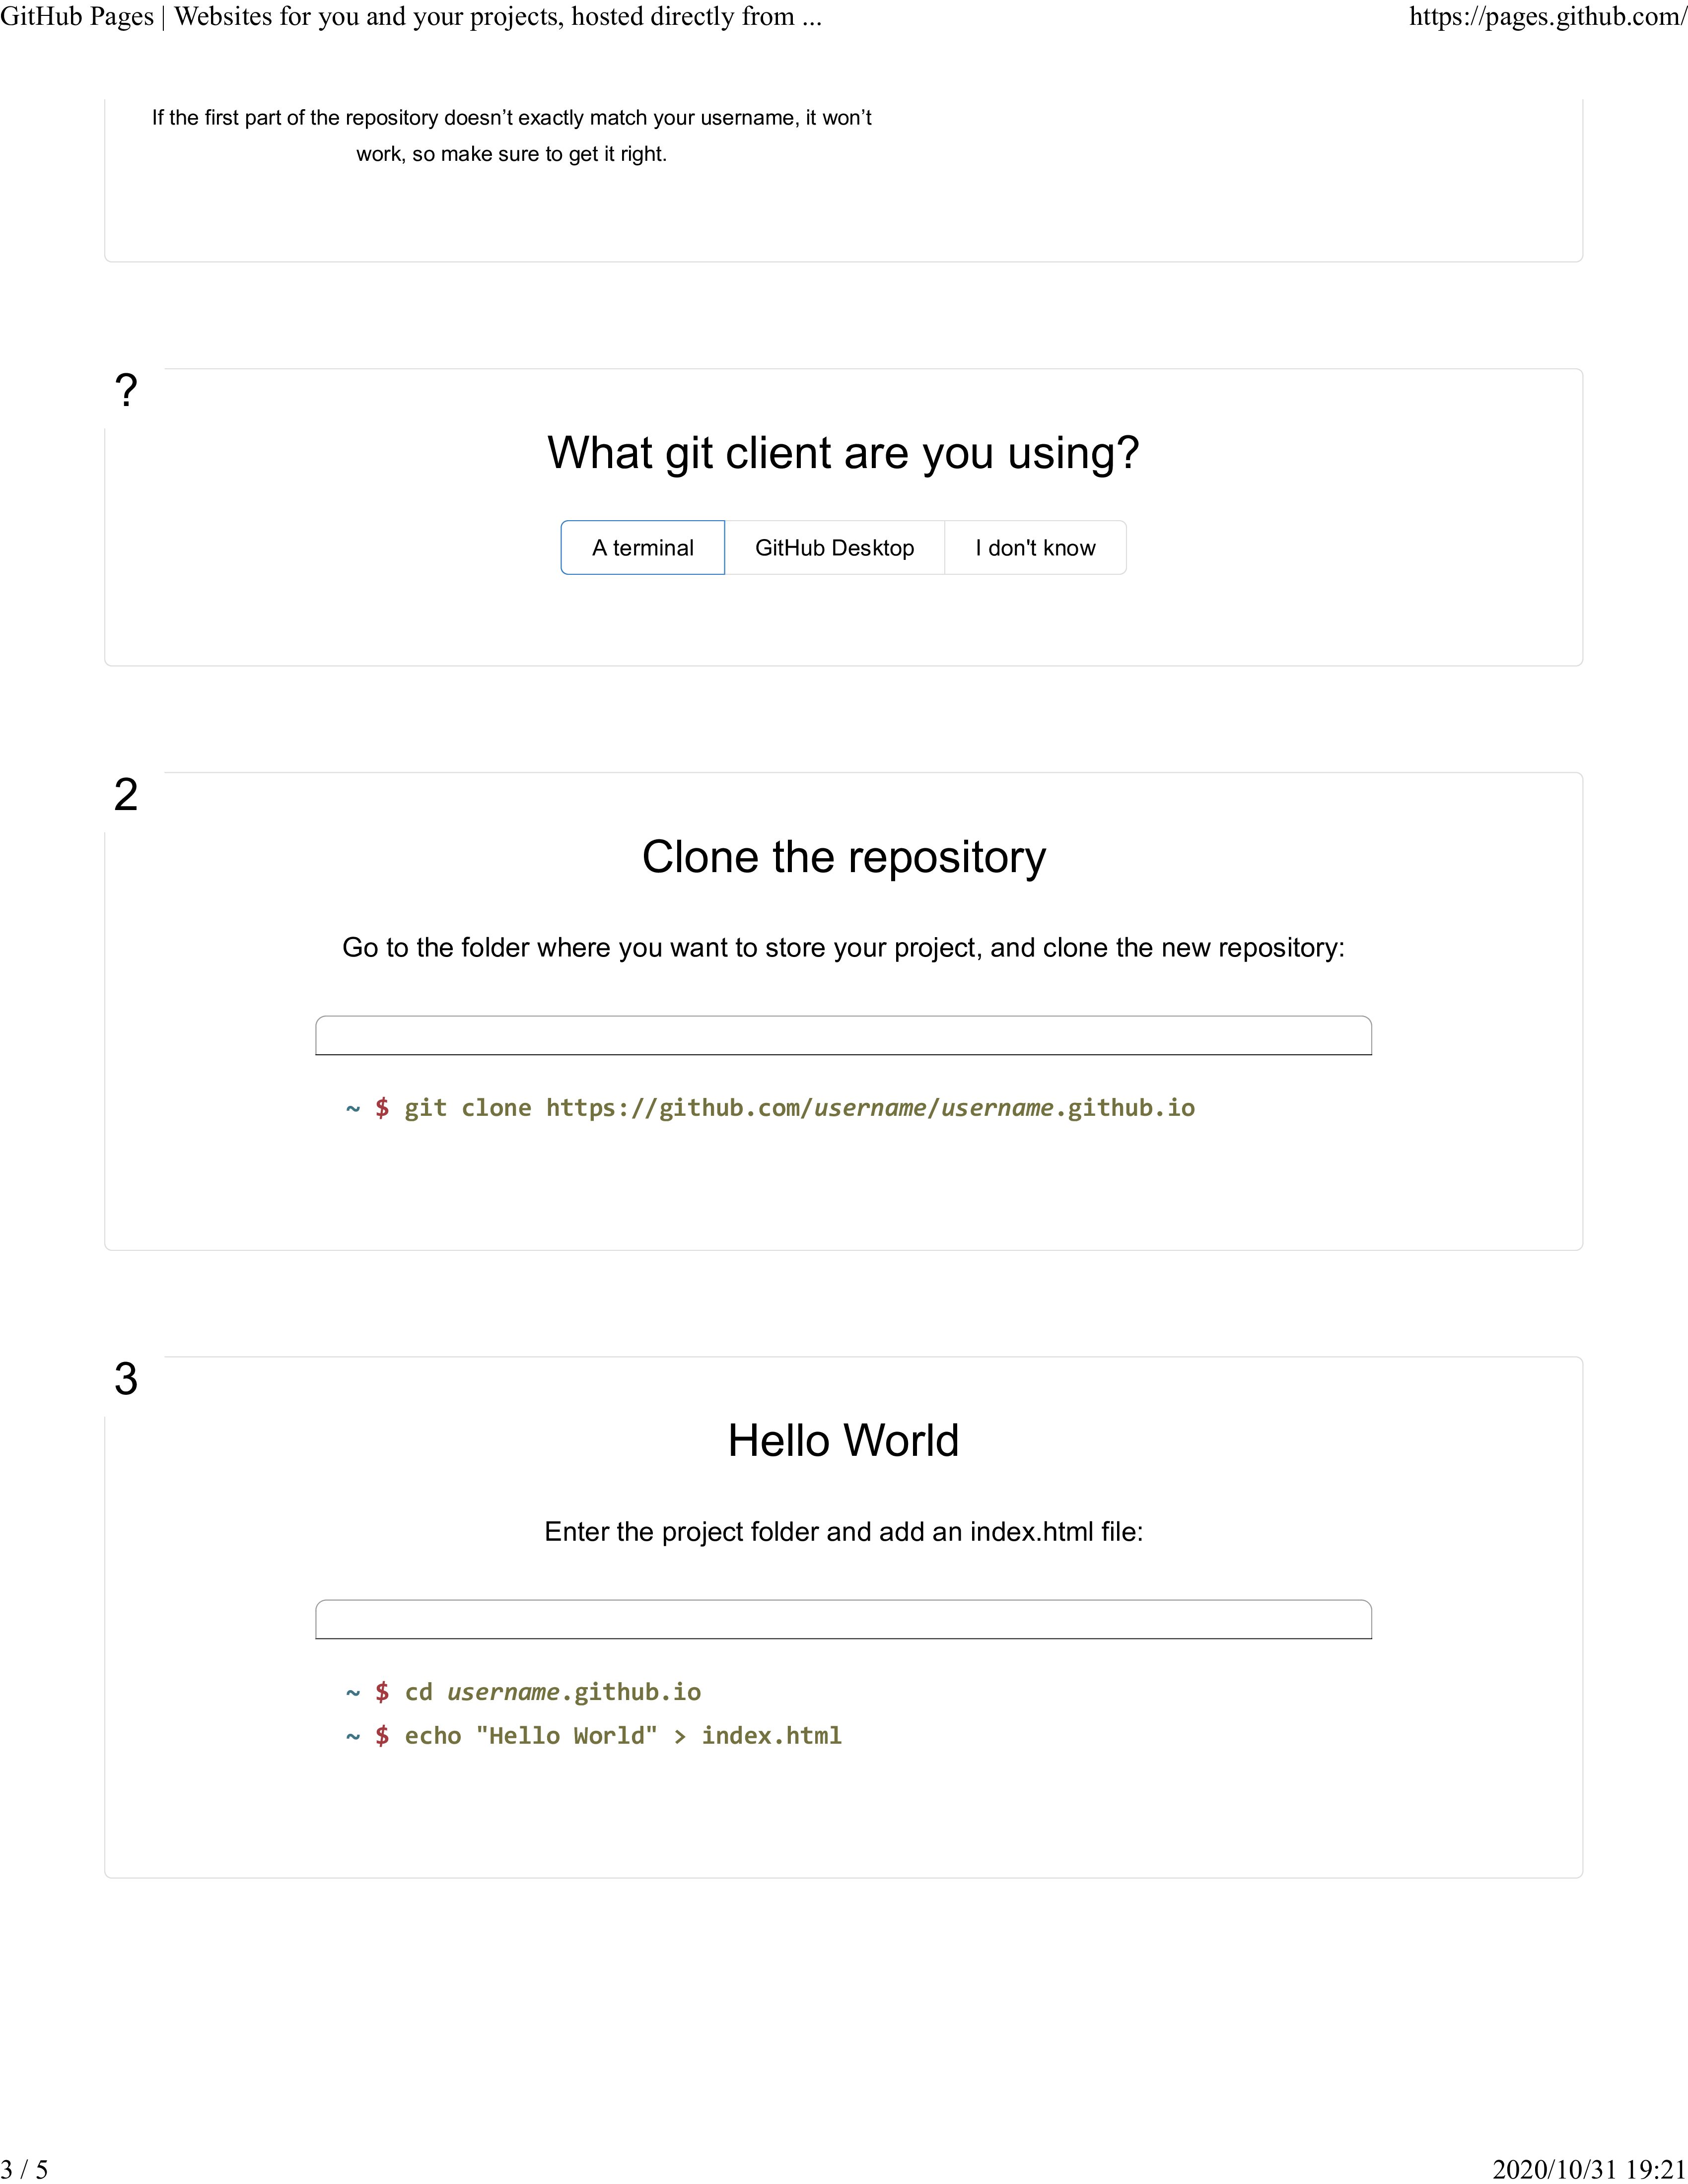 GitHub Pages | Websites for you and your projects, hosted directly from ...
https://pages.github.com/
If the first part of the repository doesn’t exactly match your username, it won’t
work, so make sure to get it right.
?
What git client are you using?
A terminal
GitHub Desktop
I don't know
2
Clone the repository
Go to the folder where you want to store your project, and clone the new repository:
~ $ git clone https://github.com/username/username.github.io
3
Hello World
Enter the project folder and add an index.html file:
~ $ cd username.github.io
~ $ echo "Hello World" > index.html
3 / 5
2020/10/31 19:21